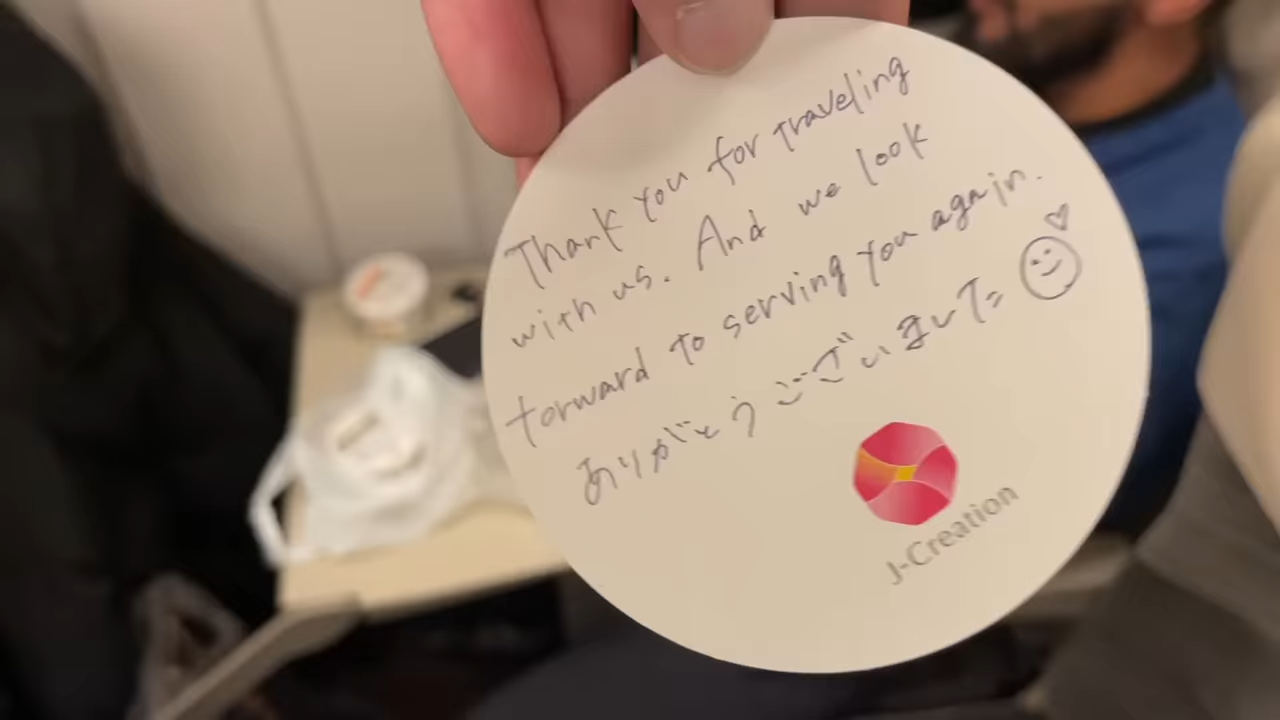 Thank you for traveling
with us. And we look
forward to serving you again.
ありがとうございました
J-Creation